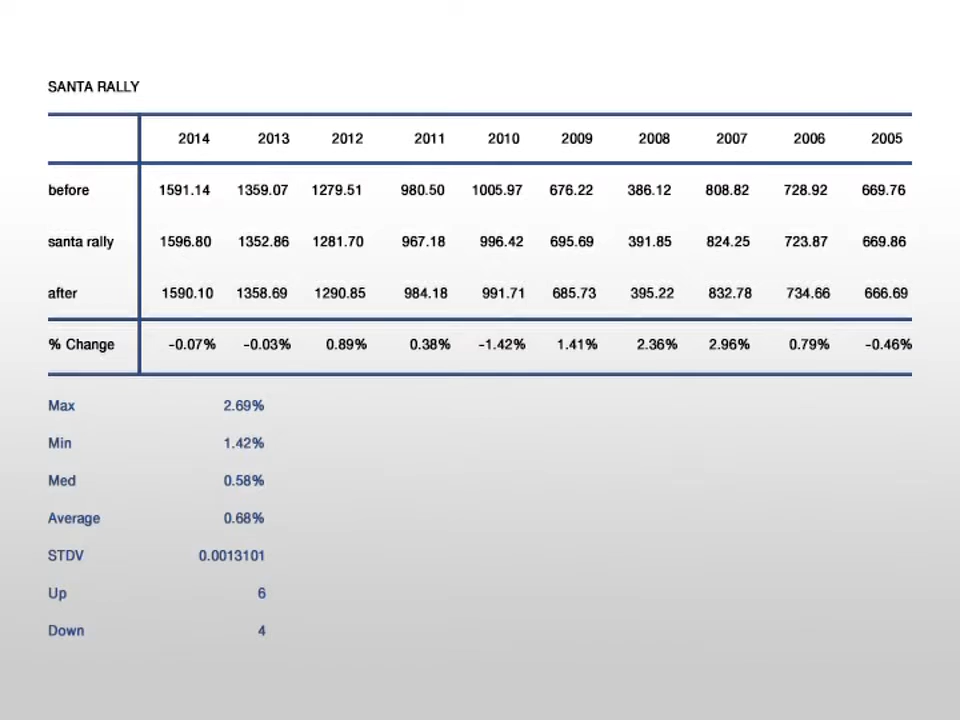 SANTA RALLY
2014 2013 2012 2011 2010 2009 2008 2007 2006 2005
before 1591.14 1359.07 1279.51 980.50 1005.97 676.22 386.12 808.82 728.92 669.76
santa rally 1596.80 1352.86 1281.70 967.18 996.42 695.69 391.85 824.25 723.87 669.86
after 1590.10 1358.69 1290.85 984.18 991.71 685.73 395.22 832.78 734.66 666.69
% Change -0.07% -0.03% 0.89% 0.38% -1.42% 1.41% 2.36% 2.96% 0.79% -0.46%
Max 2.69%
Min 1.42%
Med 0.58%
Average 0.68%
STDV 0.0013101
Up 6
Down 4